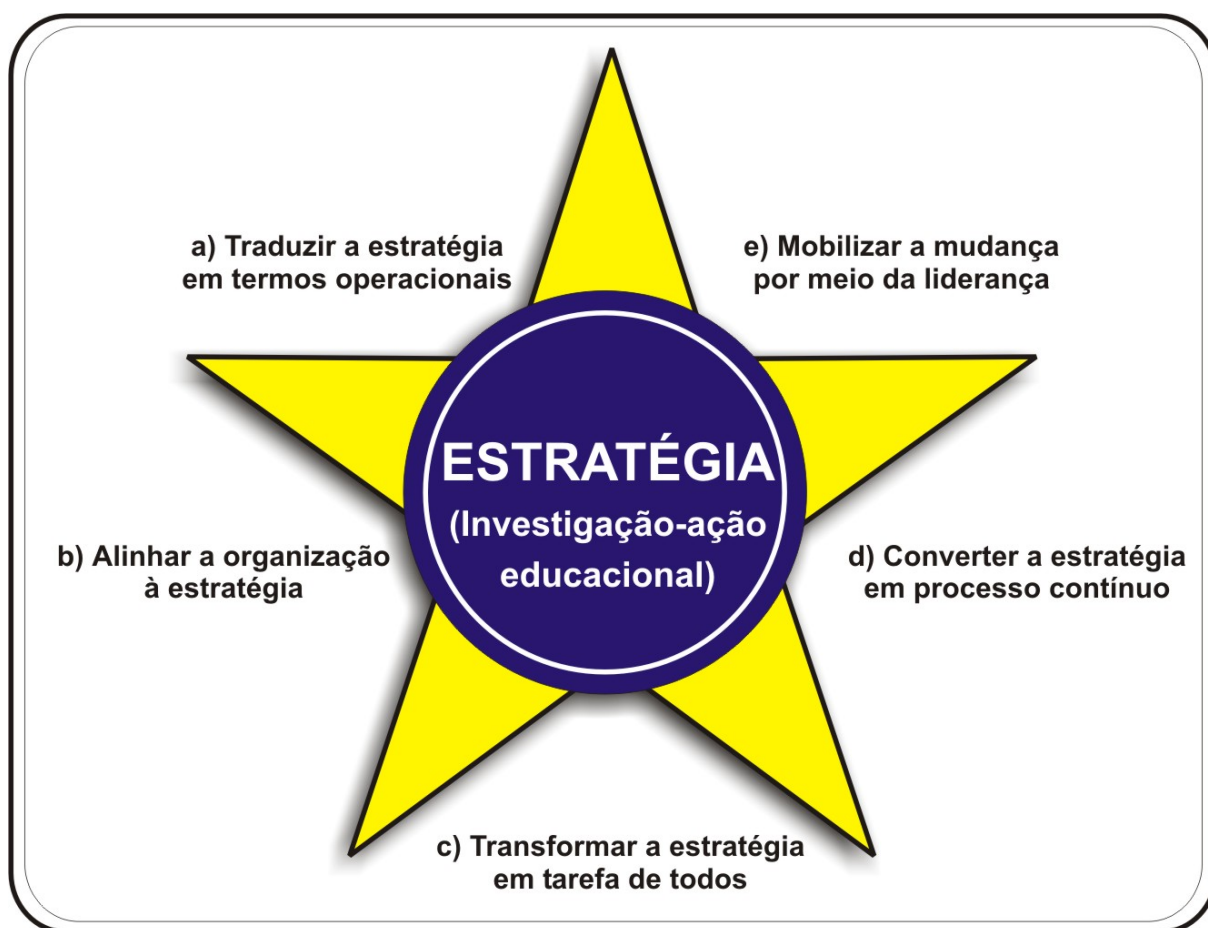 a) Traduzir a estratégia
em termos operacionais
e) Mobilizar a mudança
por meio da liderança
ESTRATÉGIA
(Investigação-ação
educacional)
b) Alinhar a organização
à estratégia
d) Converter a estratégia
em processo contínuo
c) Transformar a estratégia
em tarefa de todos